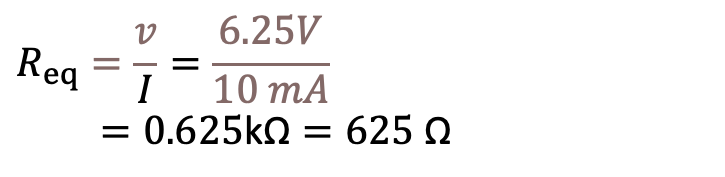 R_eq = v/I = 6.25V/10 mA
= 0.625kΩ = 625 Ω